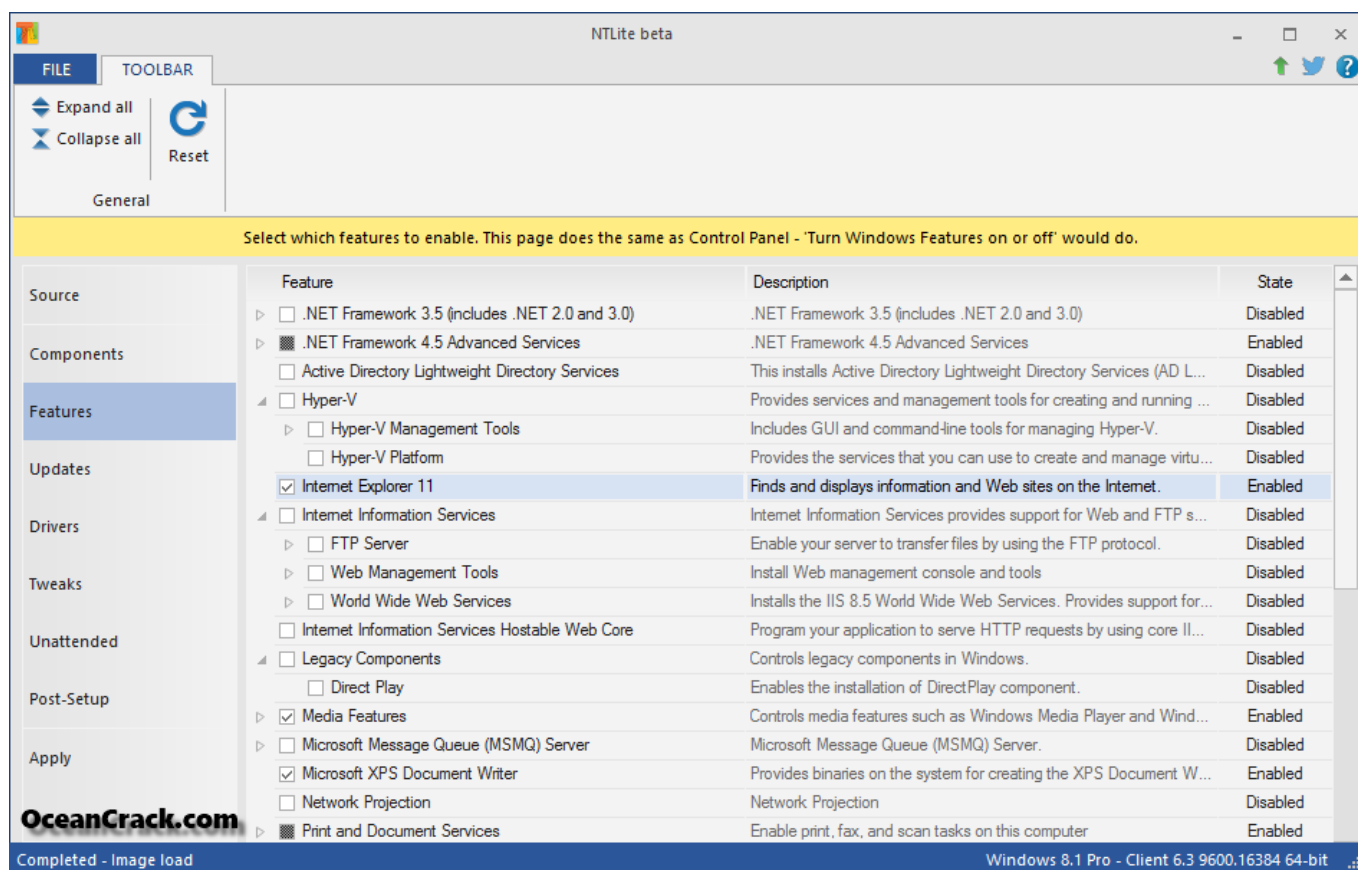 NTLite beta
FILE TOOLBAR
Expand all
Collapse all
Reset
General
Select which features to enable. This page does the same as Control Panel - 'Turn Windows Features on or off' would do.
Source
Components
Features
Updates
Drivers
Tweaks
Unattended
Post-Setup
Apply
Feature Description State
.NET Framework 3.5 (includes .NET 2.0 and 3.0) .NET Framework 3.5 (includes .NET 2.0 and 3.0) Disabled
.NET Framework 4.5 Advanced Services .NET Framework 4.5 Advanced Services Enabled
Active Directory Lightweight Directory Services This installs Active Directory Lightweight Directory Services (AD L... Disabled
Hyper-V Provides services and management tools for creating and running ... Disabled
Hyper-V Management Tools Includes GUI and command-line tools for managing Hyper-V. Disabled
Hyper-V Platform Provides the services that you can use to create and manage virtu... Disabled
Internet Explorer 11 Finds and displays information and Web sites on the Internet. Enabled
Internet Information Services Internet Information Services provides support for Web and FTP s... Disabled
FTP Server Enable your server to transfer files by using the FTP protocol. Disabled
Web Management Tools Install Web management console and tools Disabled
World Wide Web Services Installs the IIS 8.5 World Wide Web Services. Provides support for... Disabled
Internet Information Services Hostable Web Core Program your application to serve HTTP requests by using core II... Disabled
Legacy Components Controls legacy components in Windows. Disabled
Direct Play Enables the installation of DirectPlay component. Disabled
Media Features Controls media features such as Windows Media Player and Wind... Enabled
Microsoft Message Queue (MSMQ) Server Microsoft Message Queue (MSMQ) Server. Disabled
Microsoft XPS Document Writer Provides binaries on the system for creating the XPS Document W... Enabled
Network Projection Network Projection Disabled
Print and Document Services Enable print, fax, and scan tasks on this computer Enabled
OceanCrack.com
Completed - Image load Windows 8.1 Pro - Client 6.3 9600.16384 64-bit